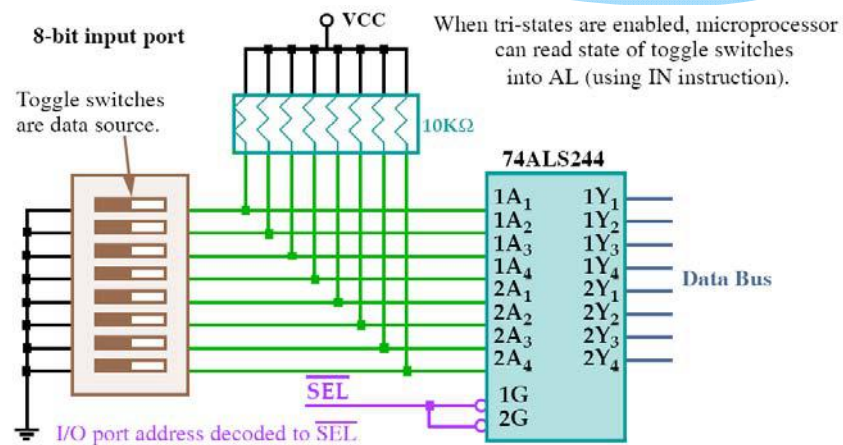 8-bit input port
VCC
When tri-states are enabled, microprocessor
can read state of toggle switches
into AL (using IN instruction).
Toggle switches
are data source.
10KΩ
74ALS244
1A₁ 1Y₁
1A₂ 1Y₂
1A₃ 1Y₃
1A₄ 1Y₄
2A₁ 2Y₁
2A₂ 2Y₂
2A₃ 2Y₃
2A₄ 2Y₄
Data Bus
S̅E̅L̅
1G
2G
I/O port address decoded to S̅E̅L̅